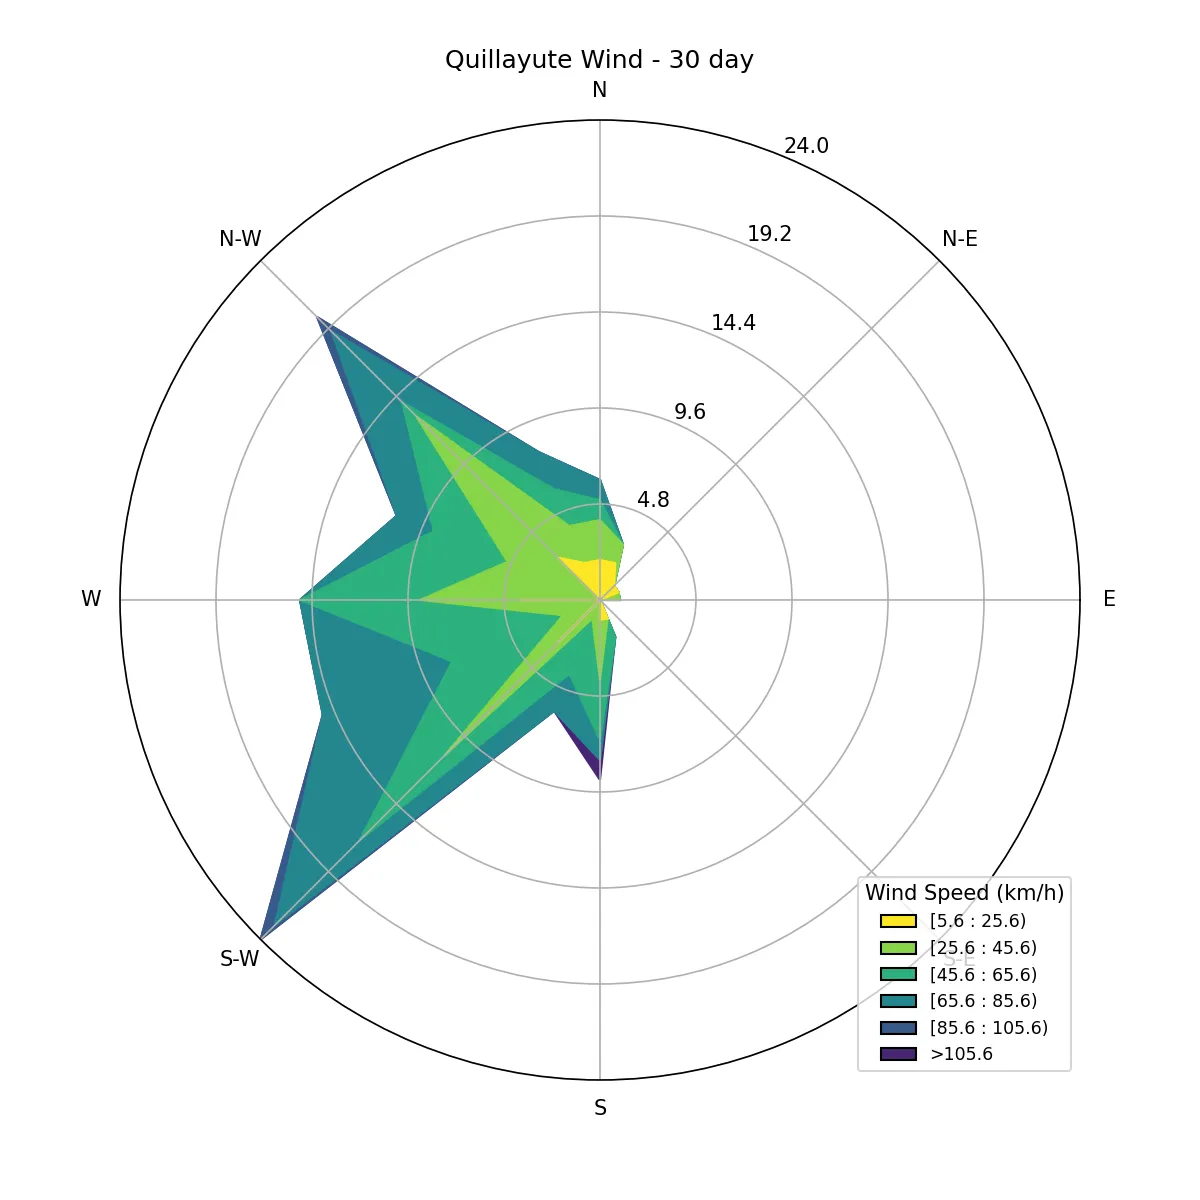 Quillayute Wind - 30 day
N
24.0
19.2
N-W
N-E
14.4
9.6
4.8
W
E
Wind Speed (km/h)
[5.6 : 25.6)
[25.6 : 45.6)
S-W
S-E
[45.6 : 65.6)
[65.6 : 85.6)
[85.6 : 105.6)
>105.6
S